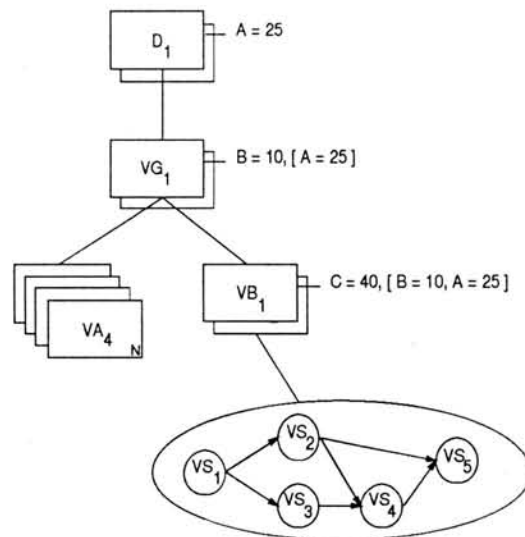 D1
A = 25
VG1
B = 10, [ A = 25 ]
VA4
N
VB1
C = 40, [ B = 10, A = 25 ]
VS1
VS2
VS3
VS4
VS5